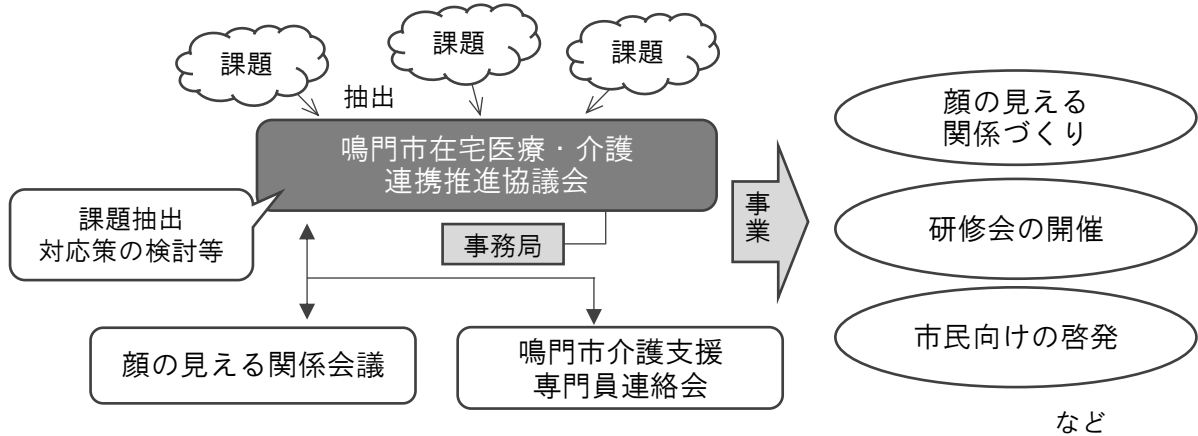 課題
課題
課題
抽出
鳴門市在宅医療・介護
連携推進協議会
課題抽出
対応策の検討等
事務局
事業
顔の見える
関係づくり
研修会の開催
市民向けの啓発
など
顔の見える関係会議
鳴門市介護支援
専門員連絡会